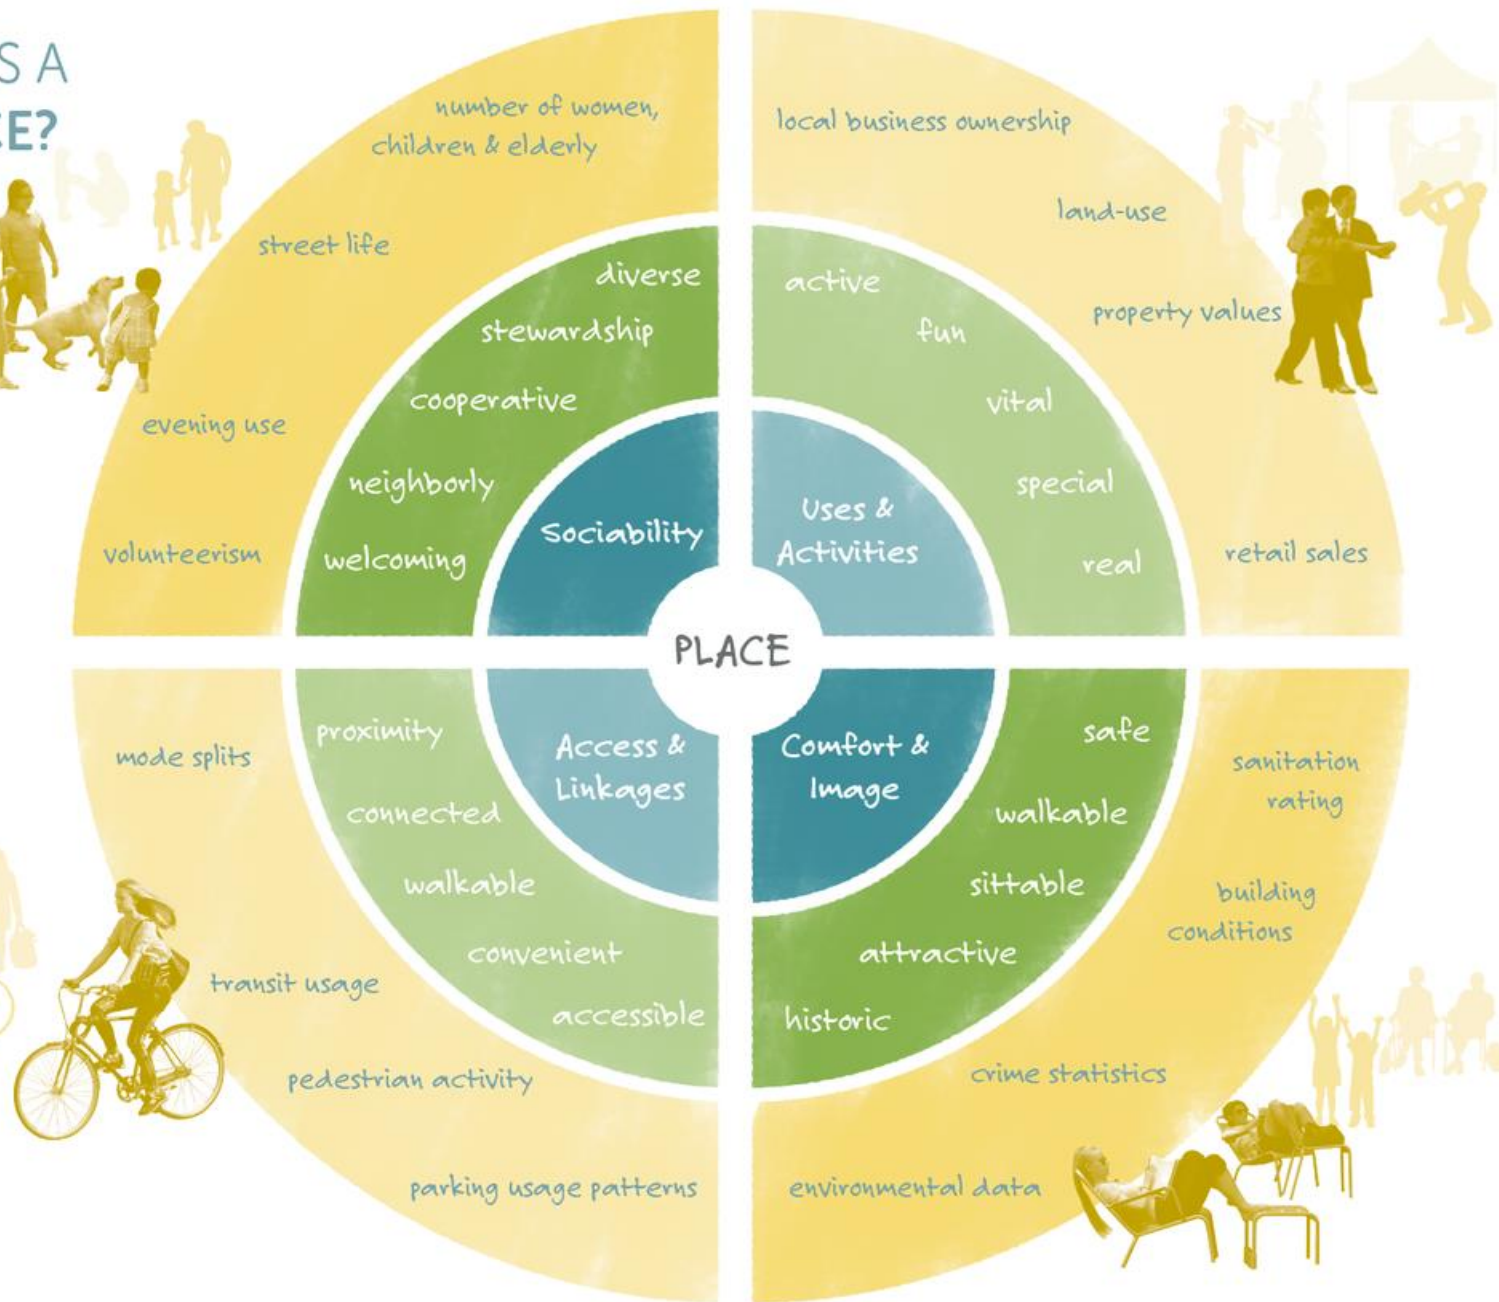 S A
CE?
number of women,
children & elderly
street life
evening use
volunteerism
diverse
stewardship
cooperative
neighborly
welcoming
Sociability
local business ownership
land-use
property values
retail sales
active
fun
vital
special
real
Uses &
Activities
PLACE
mode splits
transit usage
pedestrian activity
parking usage patterns
proximity
connected
walkable
convenient
accessible
Access &
Linkages
Comfort &
Image
safe
walkable
sittable
attractive
historic
sanitation
rating
building
conditions
crime statistics
environmental data